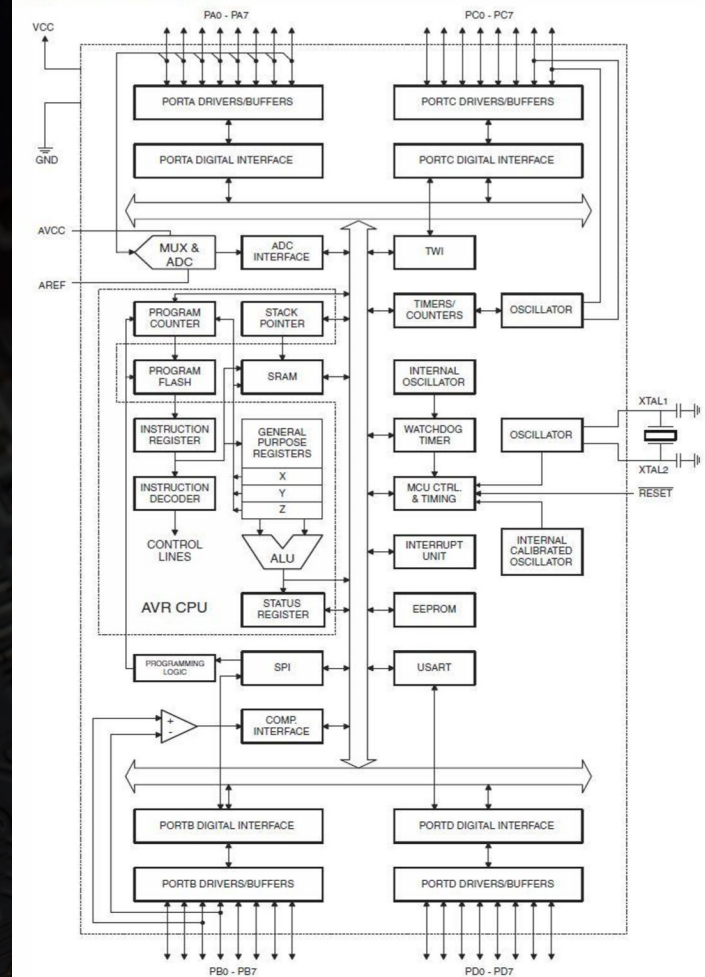 PA0 - PA7
PC0 - PC7
VCC
PORTA DRIVERS/BUFFERS
PORTC DRIVERS/BUFFERS
GND
PORTA DIGITAL INTERFACE
PORTC DIGITAL INTERFACE
AVCC
MUX &
ADC
ADC
INTERFACE
TWI
AREF
PROGRAM
COUNTER
STACK
POINTER
TIMERS/
COUNTERS
OSCILLATOR
PROGRAM
FLASH
SRAM
INTERNAL
OSCILLATOR
XTAL1
INSTRUCTION
REGISTER
GENERAL
PURPOSE
REGISTERS
WATCHDOG
TIMER
OSCILLATOR
XTAL2
X
INSTRUCTION
DECODER
Y
Z
MCU CTRL.
& TIMING
RESET
CONTROL
LINES
ALU
INTERRUPT
UNIT
INTERNAL
CALIBRATED
OSCILLATOR
AVR CPU
STATUS
REGISTER
EEPROM
PROGRAMMING
LOGIC
SPI
USART
+
-
COMP.
INTERFACE
PORTB DIGITAL INTERFACE
PORTD DIGITAL INTERFACE
PORTB DRIVERS/BUFFERS
PORTD DRIVERS/BUFFERS
PB0 - PB7
PD0 - PD7